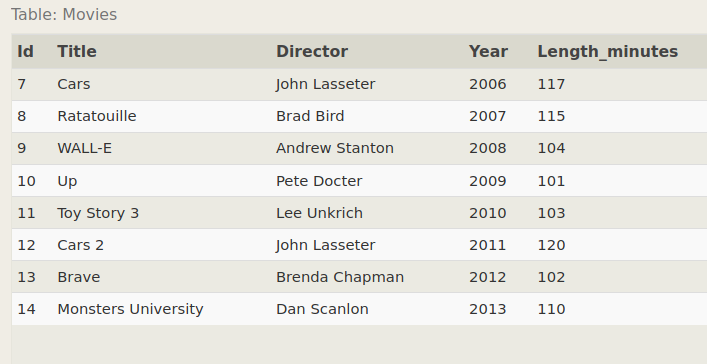 Table: Movies
Id Title Director Year Length_minutes
7 Cars John Lasseter 2006 117
8 Ratatouille Brad Bird 2007 115
9 WALL-E Andrew Stanton 2008 104
10 Up Pete Docter 2009 101
11 Toy Story 3 Lee Unkrich 2010 103
12 Cars 2 John Lasseter 2011 120
13 Brave Brenda Chapman 2012 102
14 Monsters University Dan Scanlon 2013 110